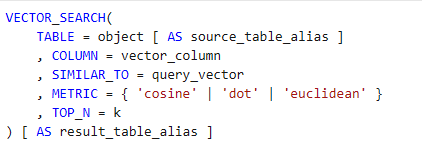 VECTOR_SEARCH(
TABLE = object [ AS source_table_alias ]
, COLUMN = vector_column
, SIMILAR_TO = query_vector
, METRIC = { 'cosine' | 'dot' | 'euclidean' }
, TOP_N = k
) [ AS result_table_alias ]